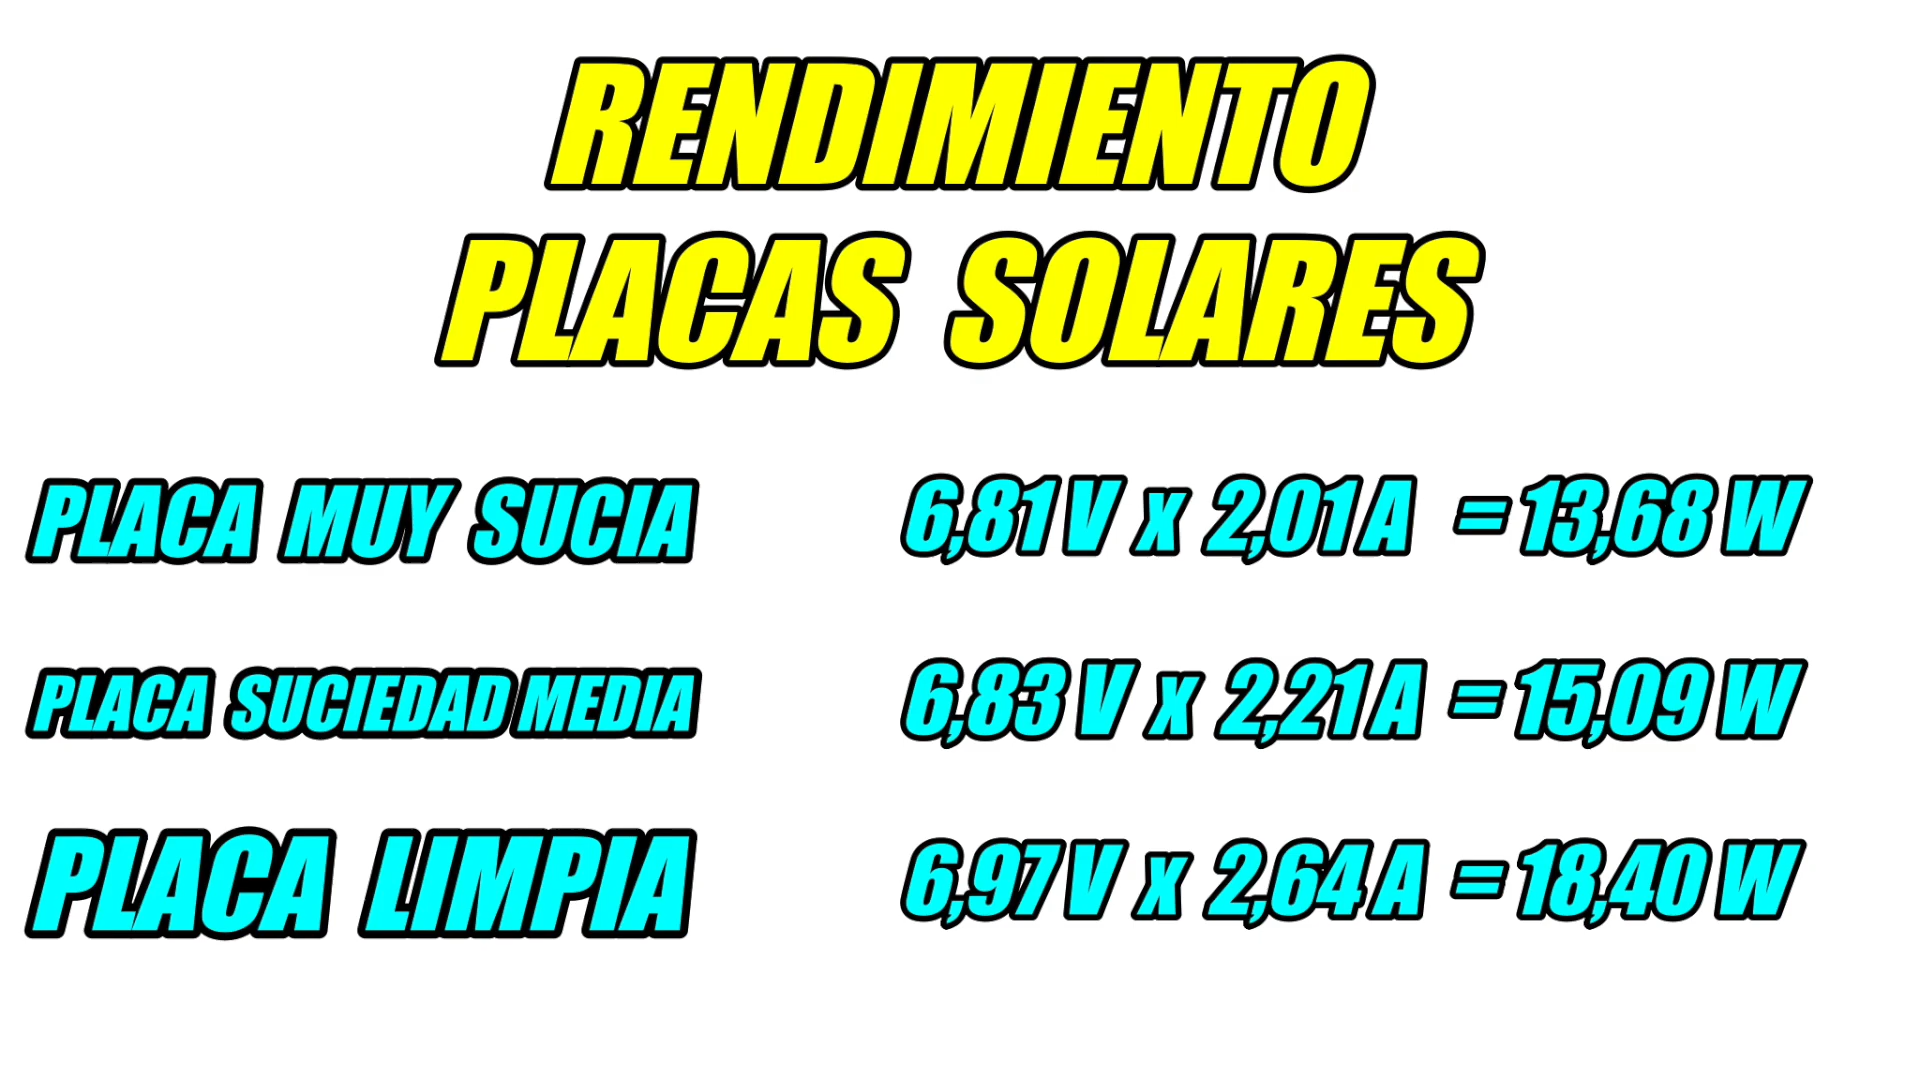 RENDIMIENTO
PLACAS SOLARES
PLACA MUY SUCIA 6,81 V x 2,01 A = 13,68 W
PLACA SUCIEDAD MEDIA 6,83 V x 2,21 A = 15,09 W
PLACA LIMPIA 6,97 V x 2,64 A = 18,40 W